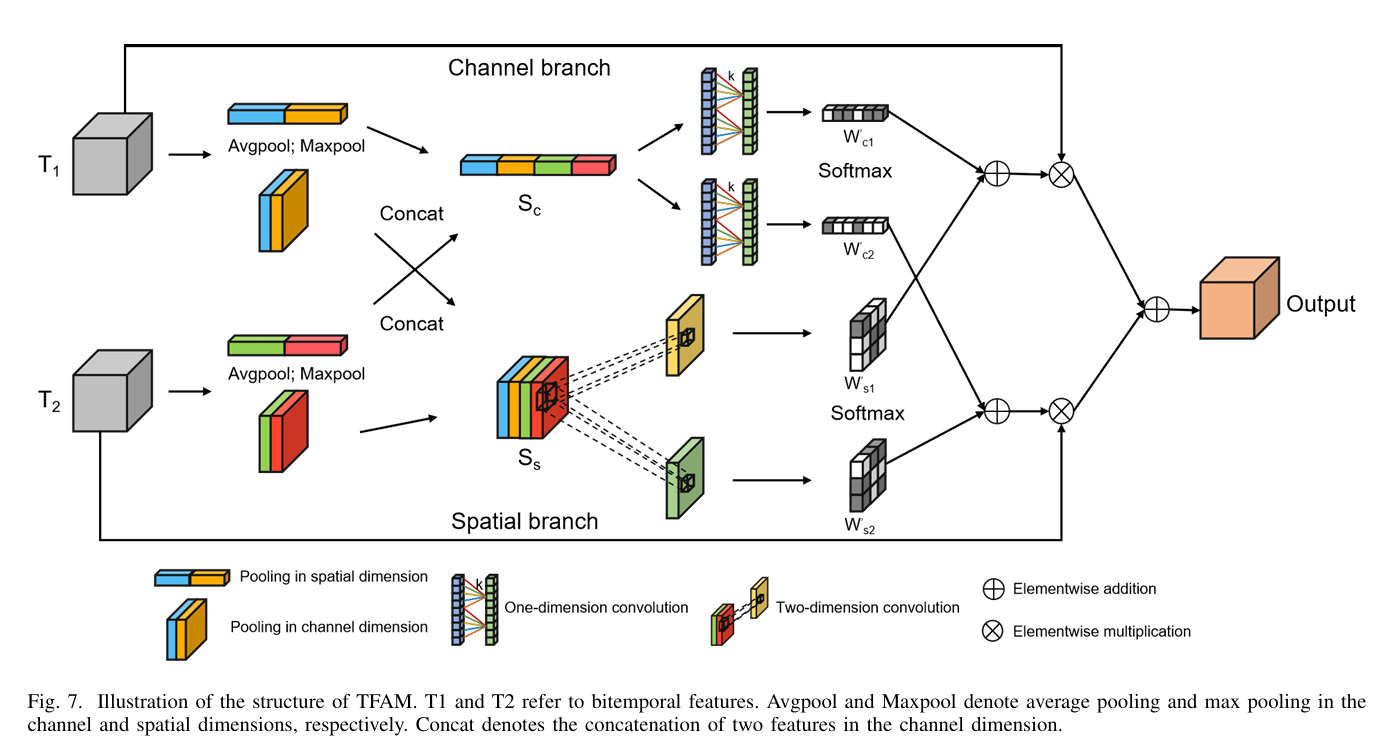 Channel branch
k
T1
Avgpool; Maxpool
W'c1
Softmax
Sc
Concat
k
W'c2
Concat
Output
Avgpool; Maxpool
W's1
Softmax
T2
Ss
Spatial branch
W's2
Pooling in spatial dimension
k
One-dimension convolution
Two-dimension convolution
Elementwise addition
Pooling in channel dimension
Elementwise multiplication
Fig. 7. Illustration of the structure of TFAM. T1 and T2 refer to bitemporal features. Avgpool and Maxpool denote average pooling and max pooling in the
channel and spatial dimensions, respectively. Concat denotes the concatenation of two features in the channel dimension.